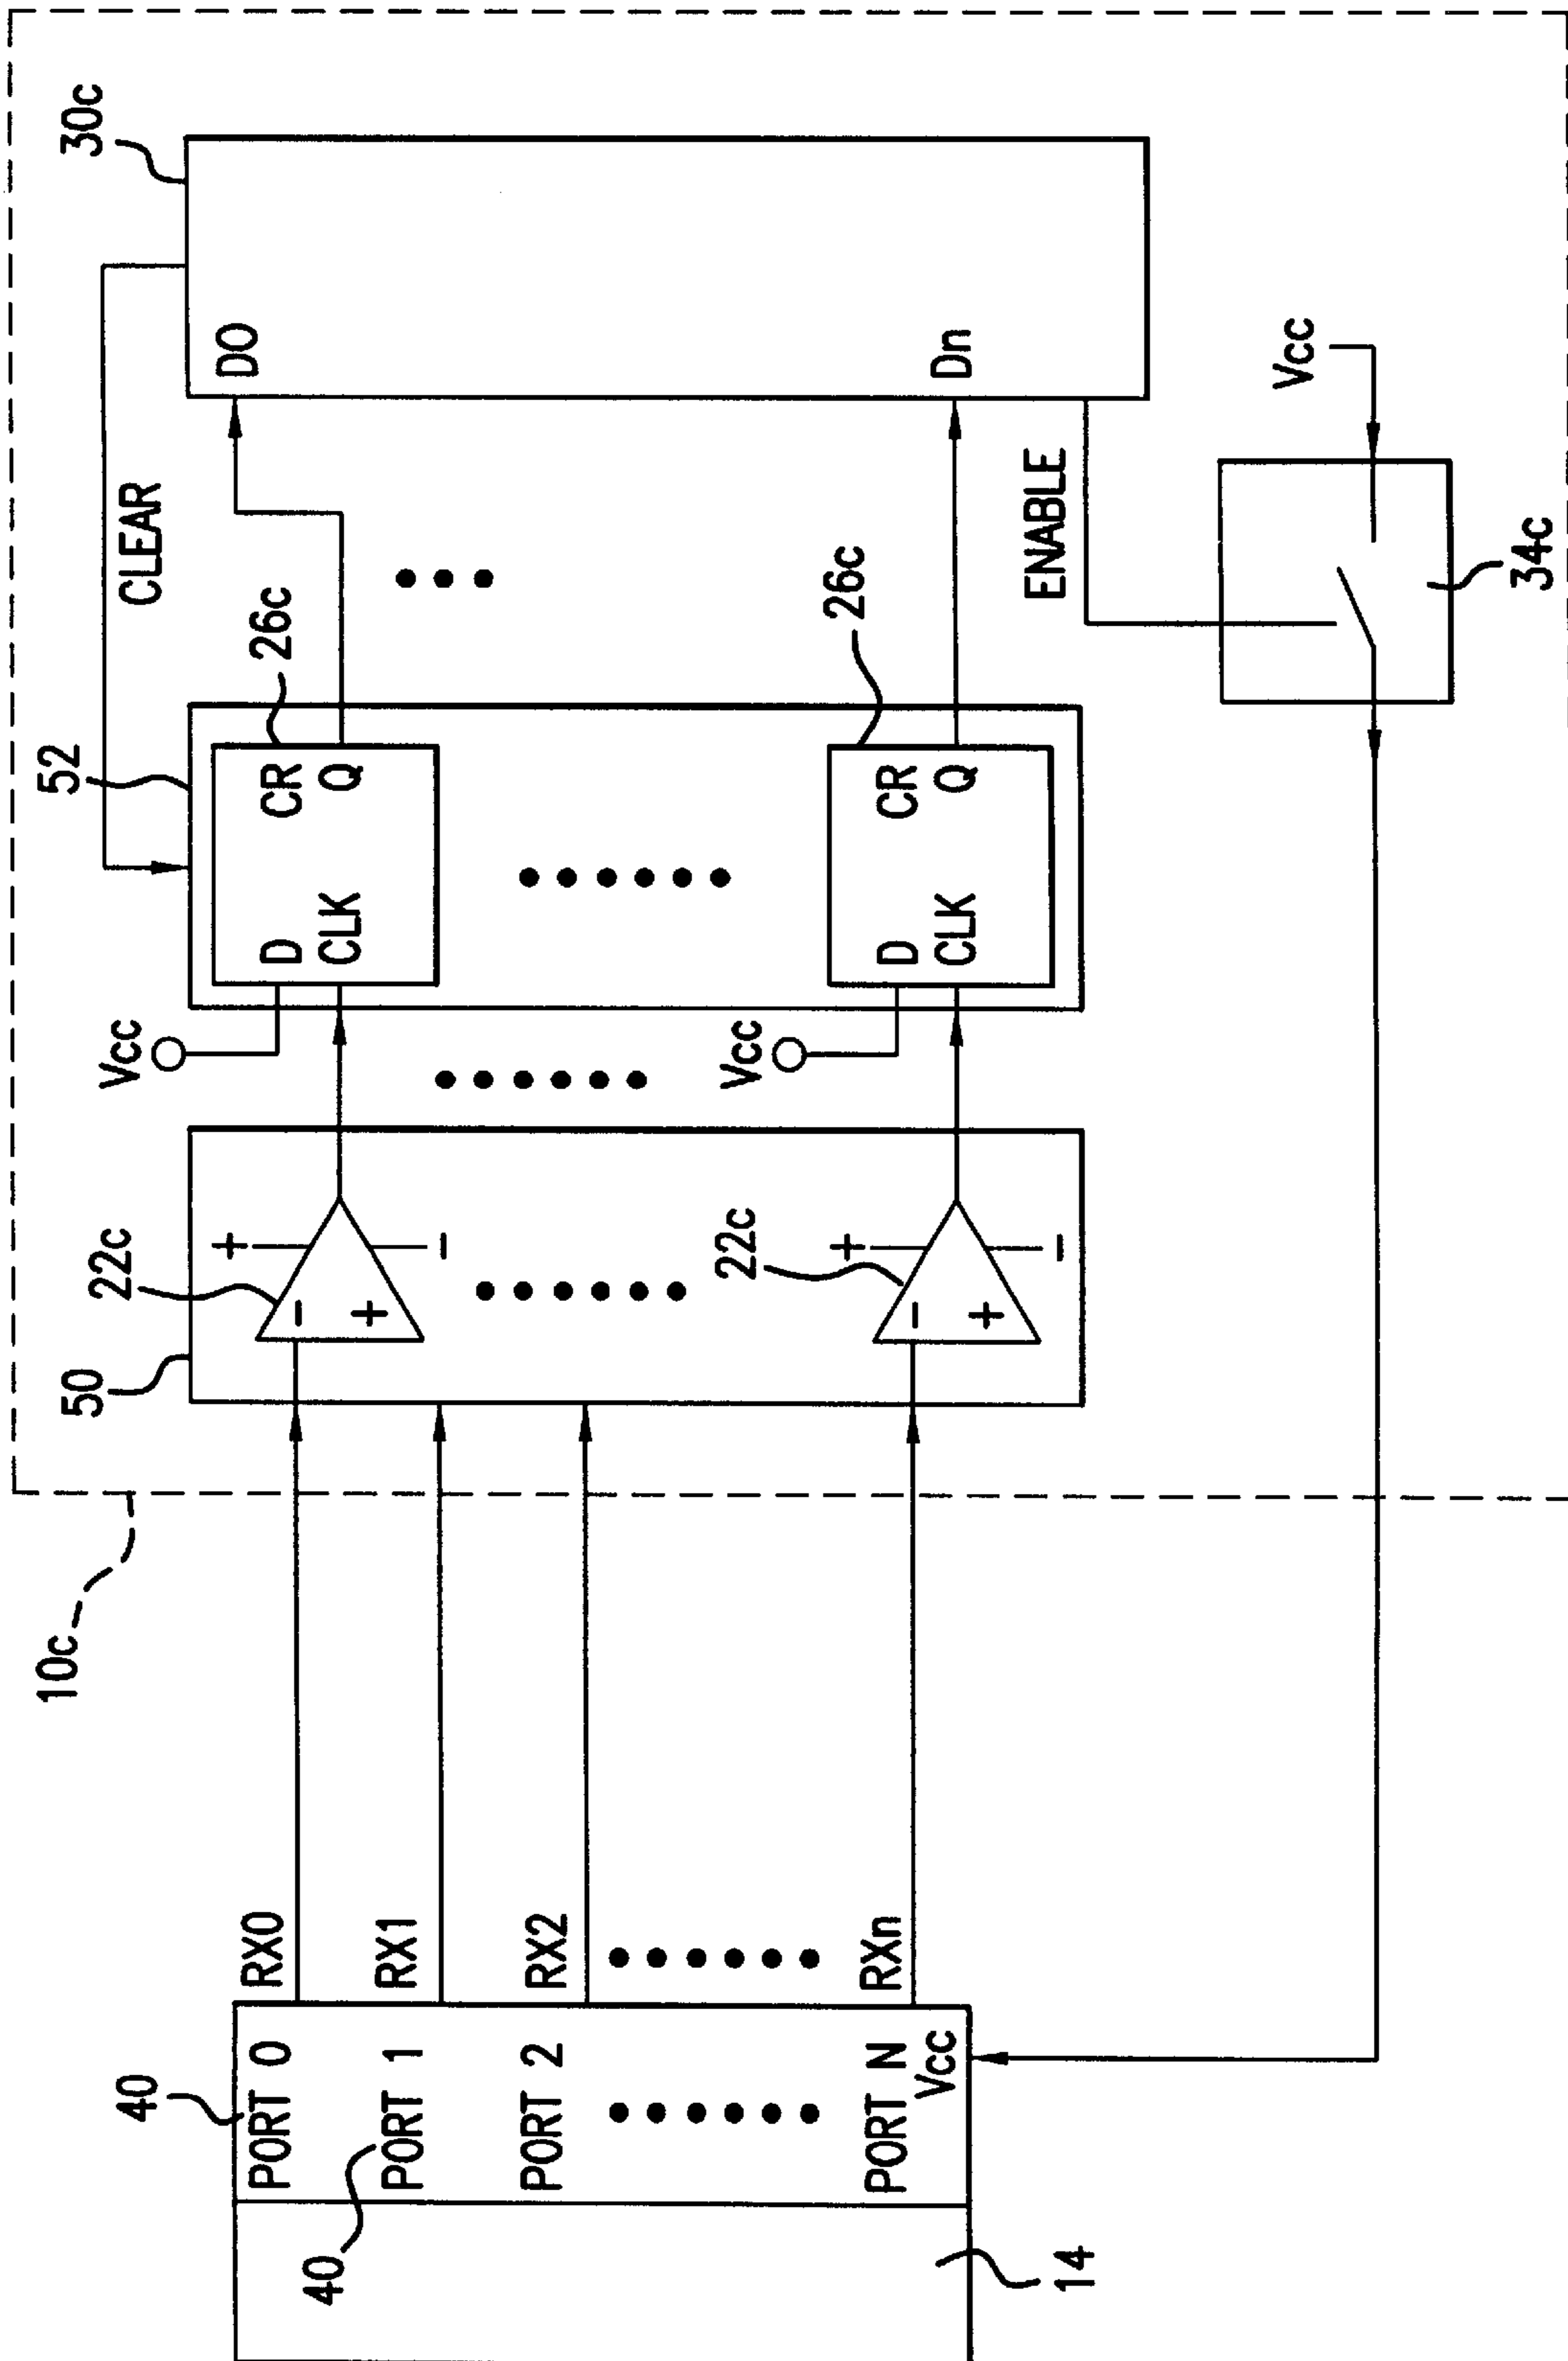 10c
50
22c
+
-
-
+
22c
+
-
-
+
Vcc
Vcc
52
D
CR
CLK
Q
26c
D
CR
CLK
Q
26c
CLEAR
30c
DO
Dn
ENABLE
Vcc
34c
40
40
PORT 0
RX0
PORT 1
RX1
PORT 2
RX2
PORT N
RXn
Vcc
14